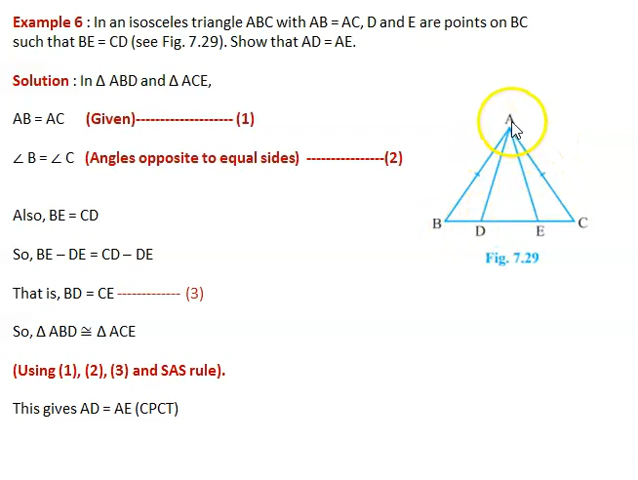 Example 6 : In an isosceles triangle ABC with AB = AC, D and E are points on BC
such that BE = CD (see Fig. 7.29). Show that AD = AE.
Solution : In Δ ABD and Δ ACE,
AB = AC (Given)-------------------- (1)
∠ B = ∠ C (Angles opposite to equal sides) ----------------(2)
Also, BE = CD
So, BE – DE = CD – DE
That is, BD = CE ------------- (3)
So, Δ ABD ≅ Δ ACE
(Using (1), (2), (3) and SAS rule).
This gives AD = AE (CPCT)
A
B
D
E
C
Fig. 7.29